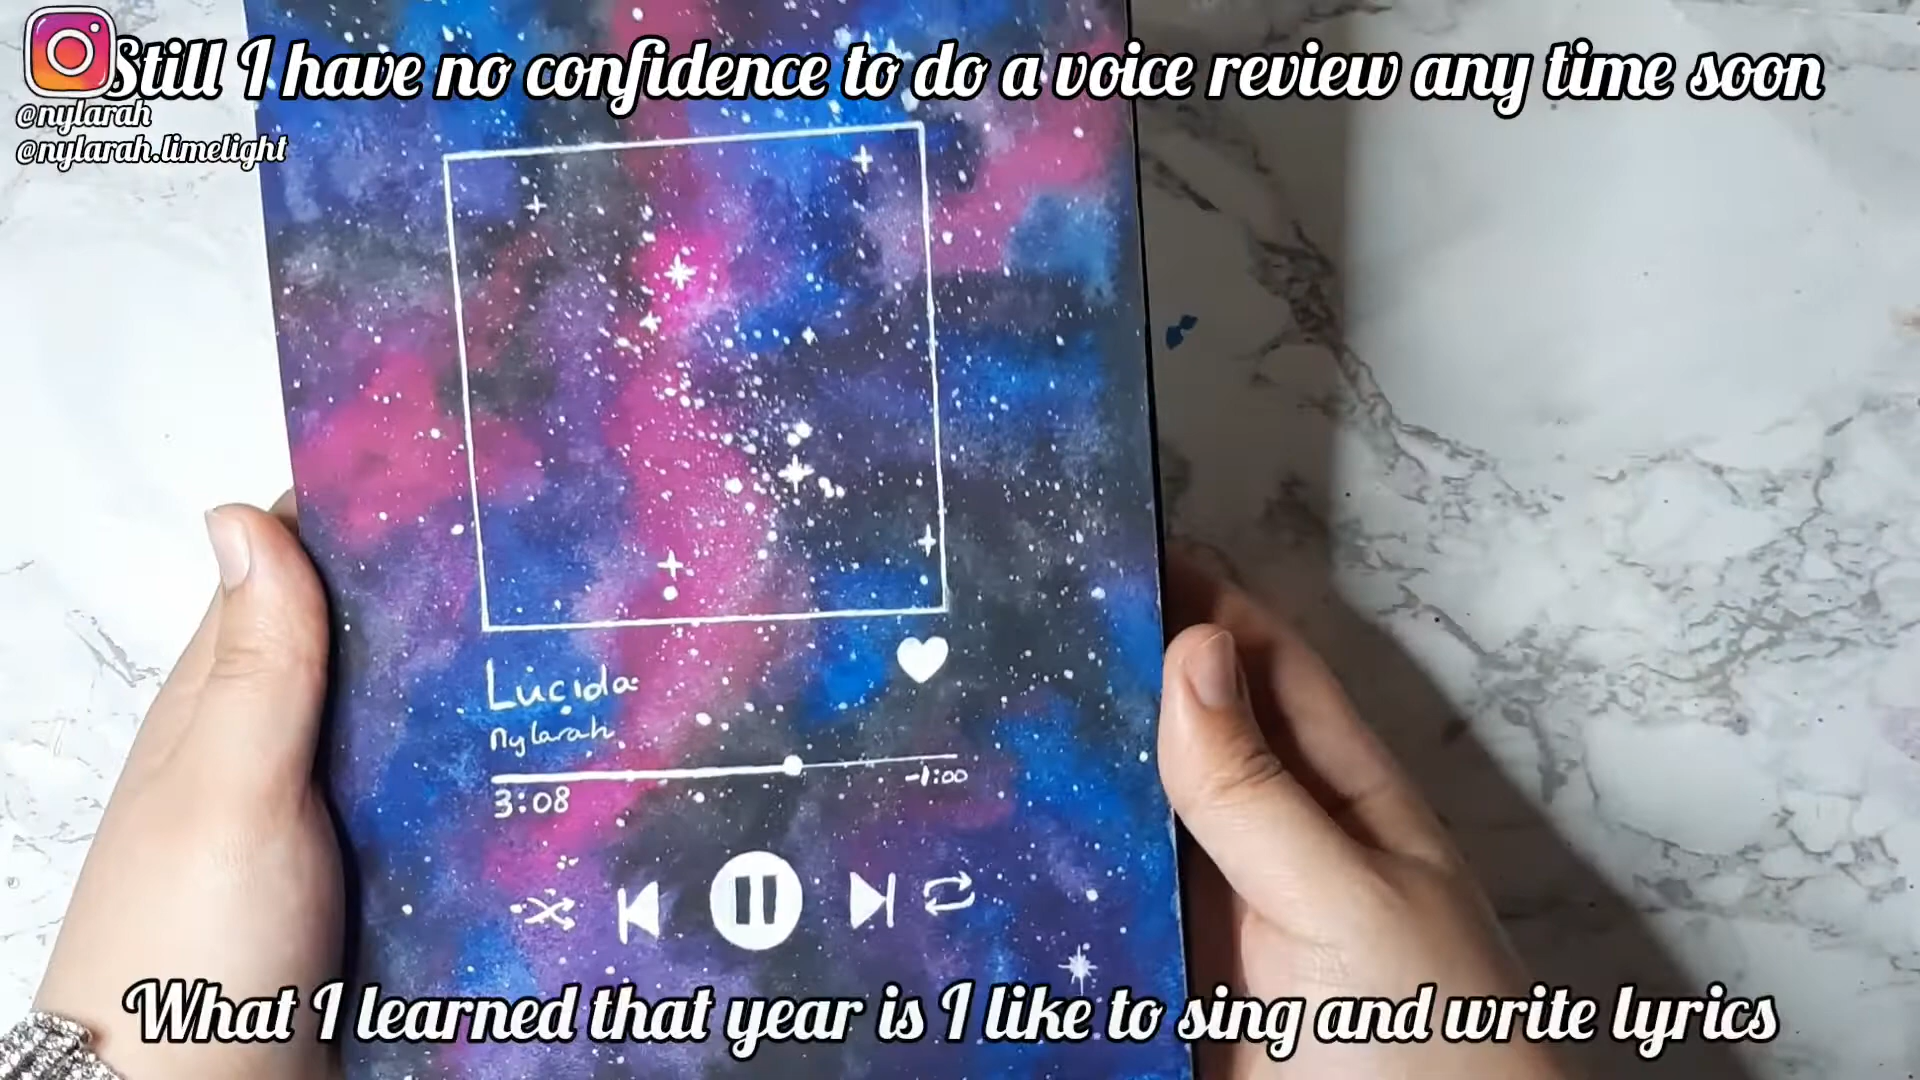 Still I have no confidence to do a voice review any time soon
@nylarah
@nylarah.limelight
Lucida
nylarah
3:08
-1:00
What I learned that year is I like to sing and write lyrics